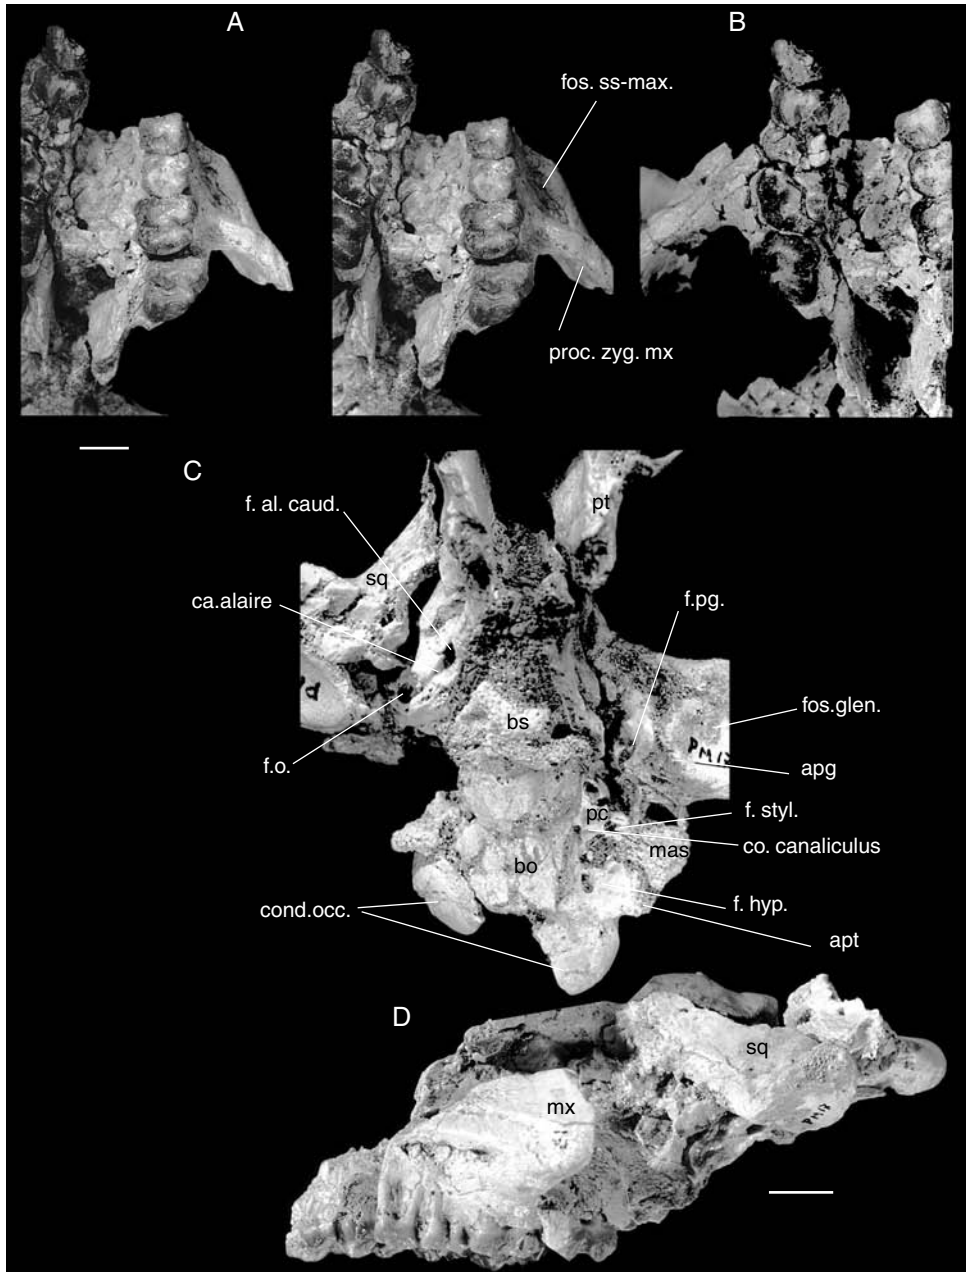 A
B
fos. ss-max.
proc. zyg. mx
C
f. al. caud.
pt
sq
ca.alaire
f.pg.
fos.glen.
bs
PM17
f.o.
apg
pc
f. styl.
mas
co. canaliculus
bo
f. hyp.
cond.occ.
apt
D
sq
mx
PM17